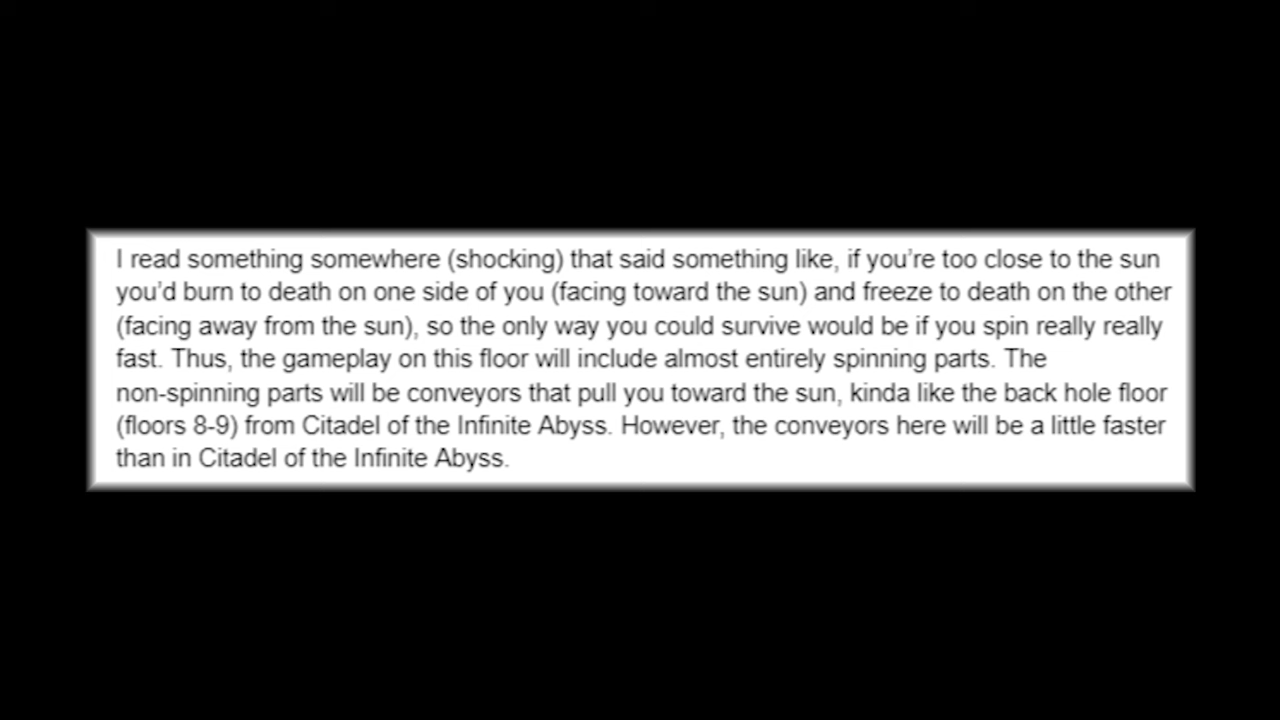 I read something somewhere (shocking) that said something like, if you’re too close to the sun
you’d burn to death on one side of you (facing toward the sun) and freeze to death on the other
(facing away from the sun), so the only way you could survive would be if you spin really really
fast. Thus, the gameplay on this floor will include almost entirely spinning parts. The
non-spinning parts will be conveyors that pull you toward the sun, kinda like the back hole floor
(floors 8-9) from Citadel of the Infinite Abyss. However, the conveyors here will be a little faster
than in Citadel of the Infinite Abyss.